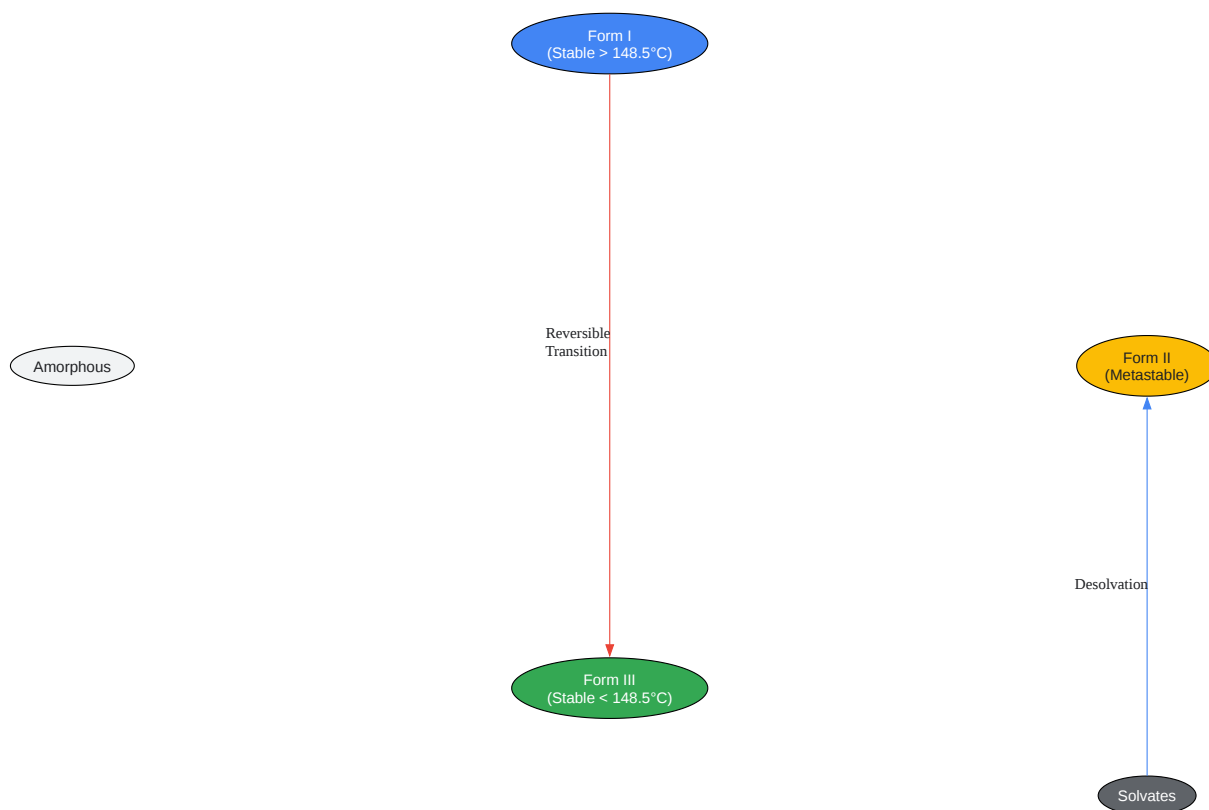 Form I
(Stable > 148.5°C)
Reversible
Transition
Amorphous
Form II
(Metastable)
Desolvation
Form III
(Stable < 148.5°C)
Solvates